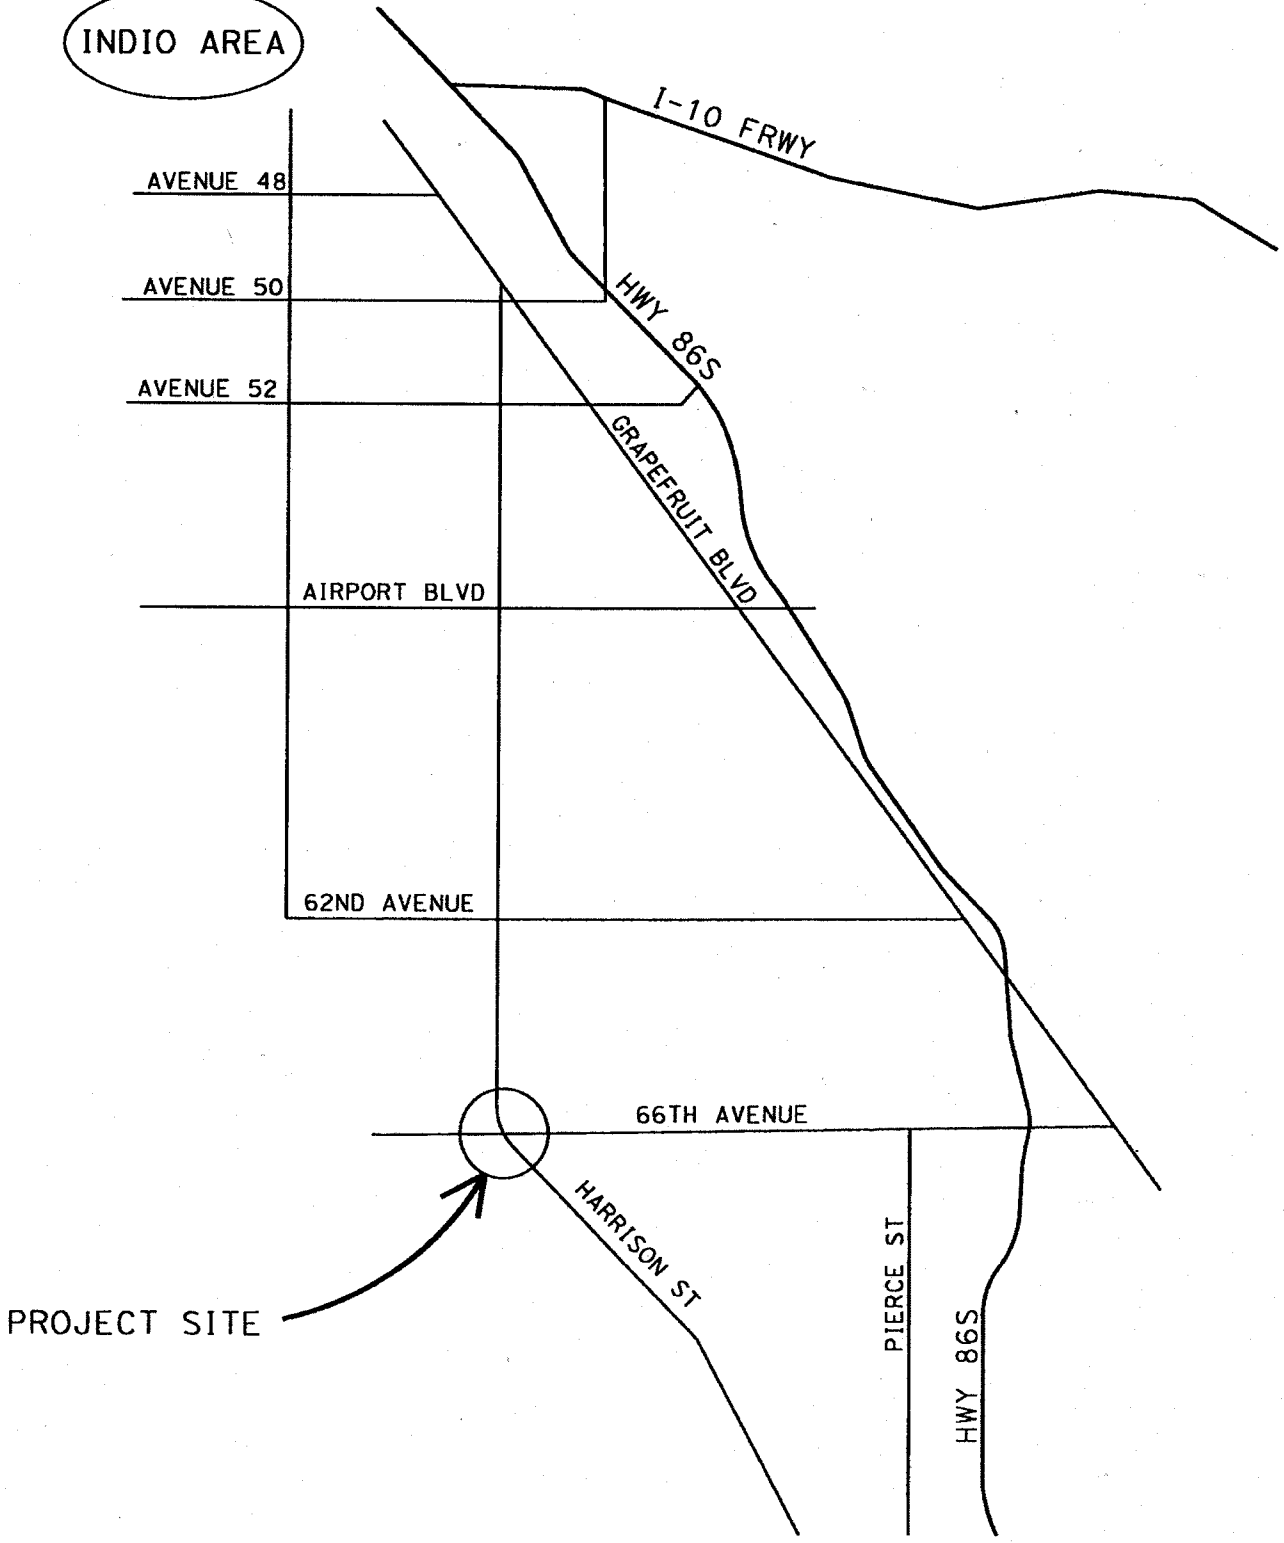 INDIO AREA
I-10 FRWY
AVENUE 48
AVENUE 50
HWY 86S
AVENUE 52
GRAPEFRUIT BLVD
AIRPORT BLVD
62ND AVENUE
66TH AVENUE
HARRISON ST
PIERCE ST
PROJECT SITE
HWY 86S